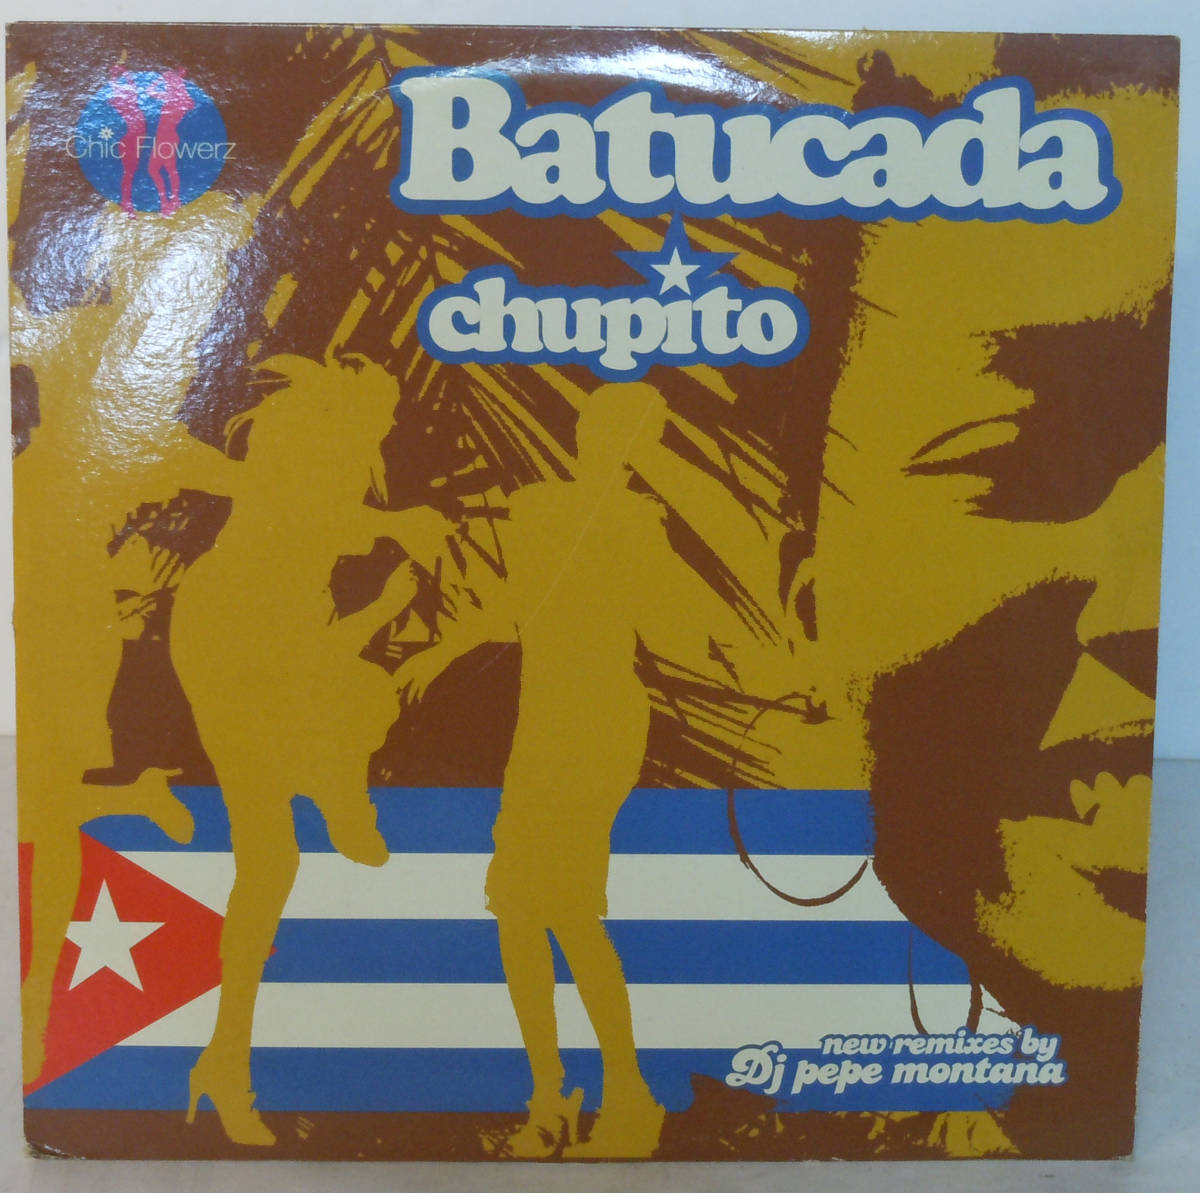 Chic Flowerz
Batucada
chupito
new remixes by
Dj pepe montana